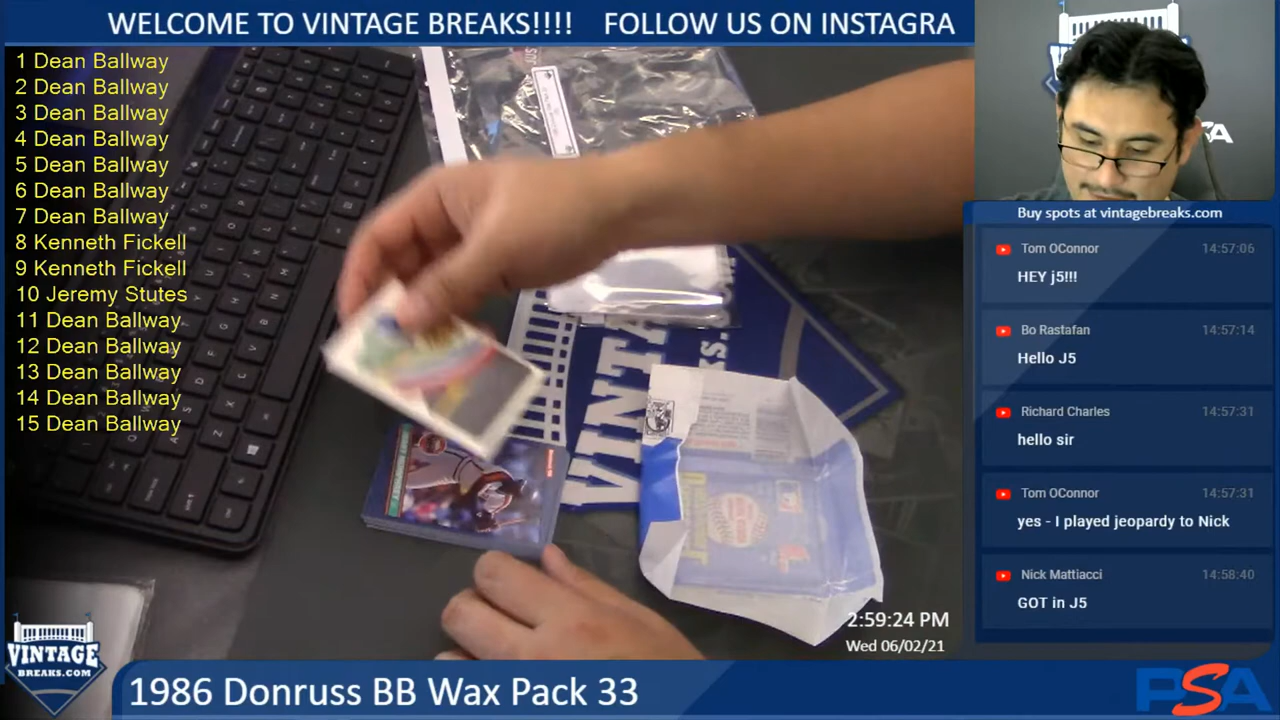 WELCOME TO VINTAGE BREAKS!!!! FOLLOW US ON INSTAGRA
1 Dean Ballway
2 Dean Ballway
3 Dean Ballway
4 Dean Ballway
5 Dean Ballway
6 Dean Ballway
7 Dean Ballway
8 Kenneth Fickell
9 Kenneth Fickell
10 Jeremy Stutes
11 Dean Ballway
12 Dean Ballway
13 Dean Ballway
14 Dean Ballway
15 Dean Ballway
Buy spots at vintagebreaks.com
Tom OConnor 14:57:06
HEY j5!!!
Bo Rastafan 14:57:14
Hello J5
Richard Charles 14:57:31
hello sir
Tom OConnor 14:57:31
yes - I played jeopardy to Nick
Nick Mattiacci 14:58:40
GOT in J5
2:59:24 PM
Wed 06/02/21
VINTAGE
BREAKS.COM
1986 Donruss BB Wax Pack 33
PSA